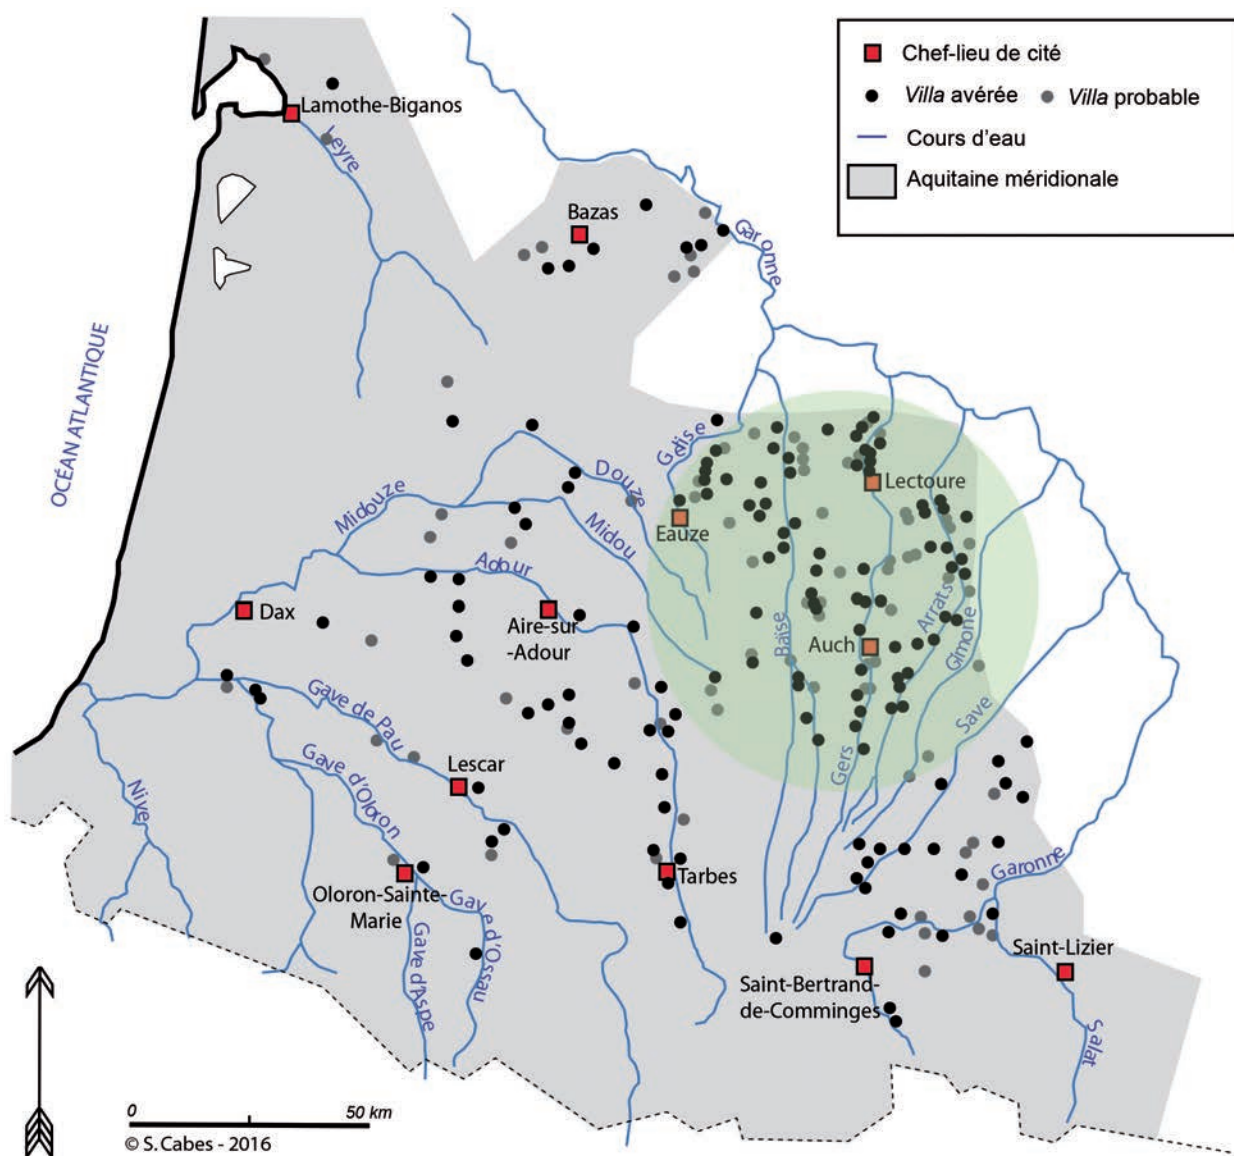 Chef-lieu de cité
Villa avérée
Villa probable
Cours d'eau
Aquitaine méridionale
Lamothe-Biganos
Leyre
Bazas
Garonne
OCÉAN ATLANTIQUE
Gélise
Douze
Midouze
Midou
Lectoure
Eauze
Adour
Dax
Aire-sur
-Adour
Auch
Baïse
Arrats
Gimone
Save
Gers
Gave de Pau
Lescar
Gave d'Oloron
Nive
Tarbes
Oloron-Sainte-
Marie
Gave d'Ossau
Gave d'Aspe
Garonne
Saint-Lizier
Saint-Bertrand-
de-Comminges
Salat
0 50 km
© S. Cabes - 2016